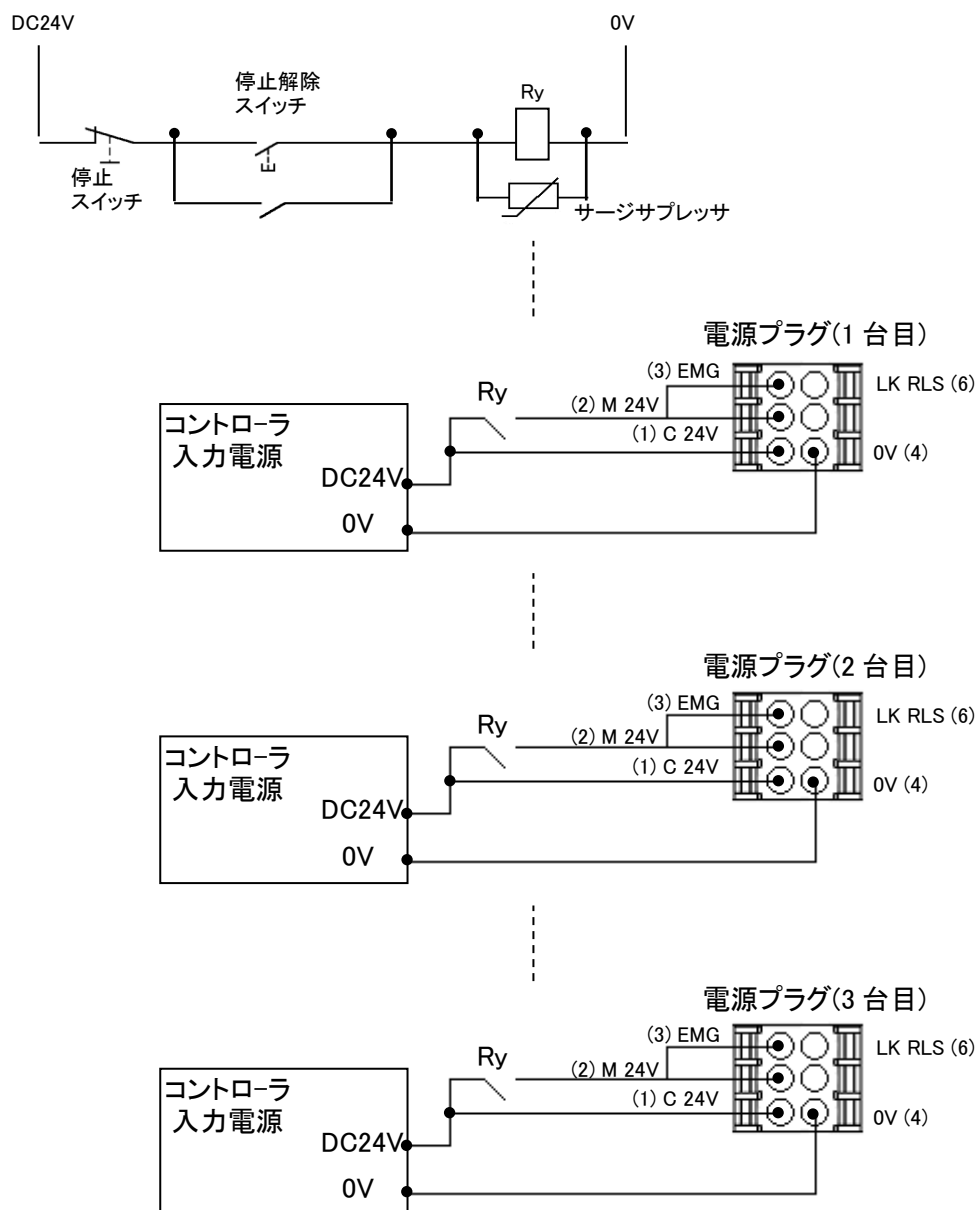 DC24V
0V
停止解除
スイッチ
Ry
停止
スイッチ
サージサプレッサ
電源プラグ(1 台目)
(3) EMG
LK RLS (6)
Ry
(2) M 24V
コントローラ
入力電源
(1) C 24V
0V (4)
DC24V
0V
電源プラグ(2 台目)
(3) EMG
LK RLS (6)
Ry
(2) M 24V
コントローラ
入力電源
(1) C 24V
0V (4)
DC24V
0V
電源プラグ(3 台目)
(3) EMG
LK RLS (6)
Ry
(2) M 24V
コントローラ
入力電源
(1) C 24V
0V (4)
DC24V
0V